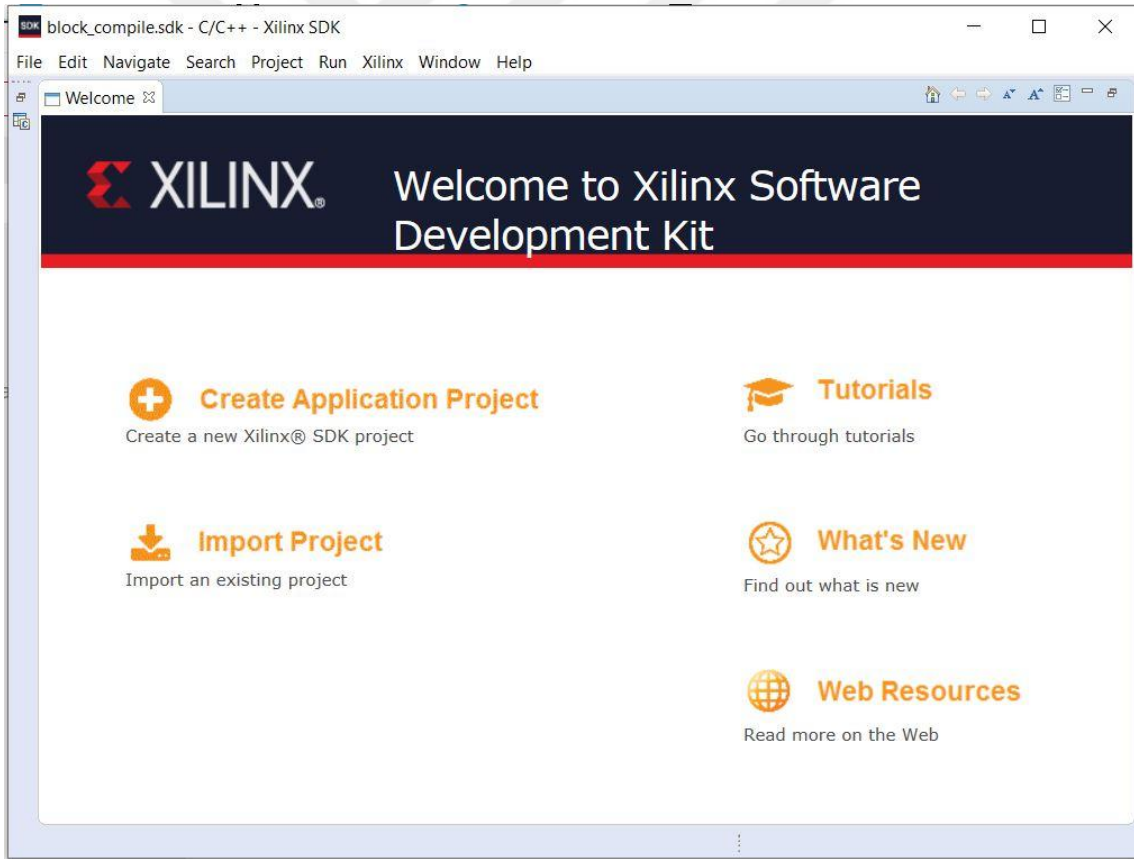 SDK block_compile.sdk - C/C++ - Xilinx SDK
File Edit Navigate Search Project Run Xilinx Window Help
Welcome
XILINX®
Welcome to Xilinx Software
Development Kit
Create Application Project
Create a new Xilinx® SDK project
Import Project
Import an existing project
Tutorials
Go through tutorials
What's New
Find out what is new
Web Resources
Read more on the Web